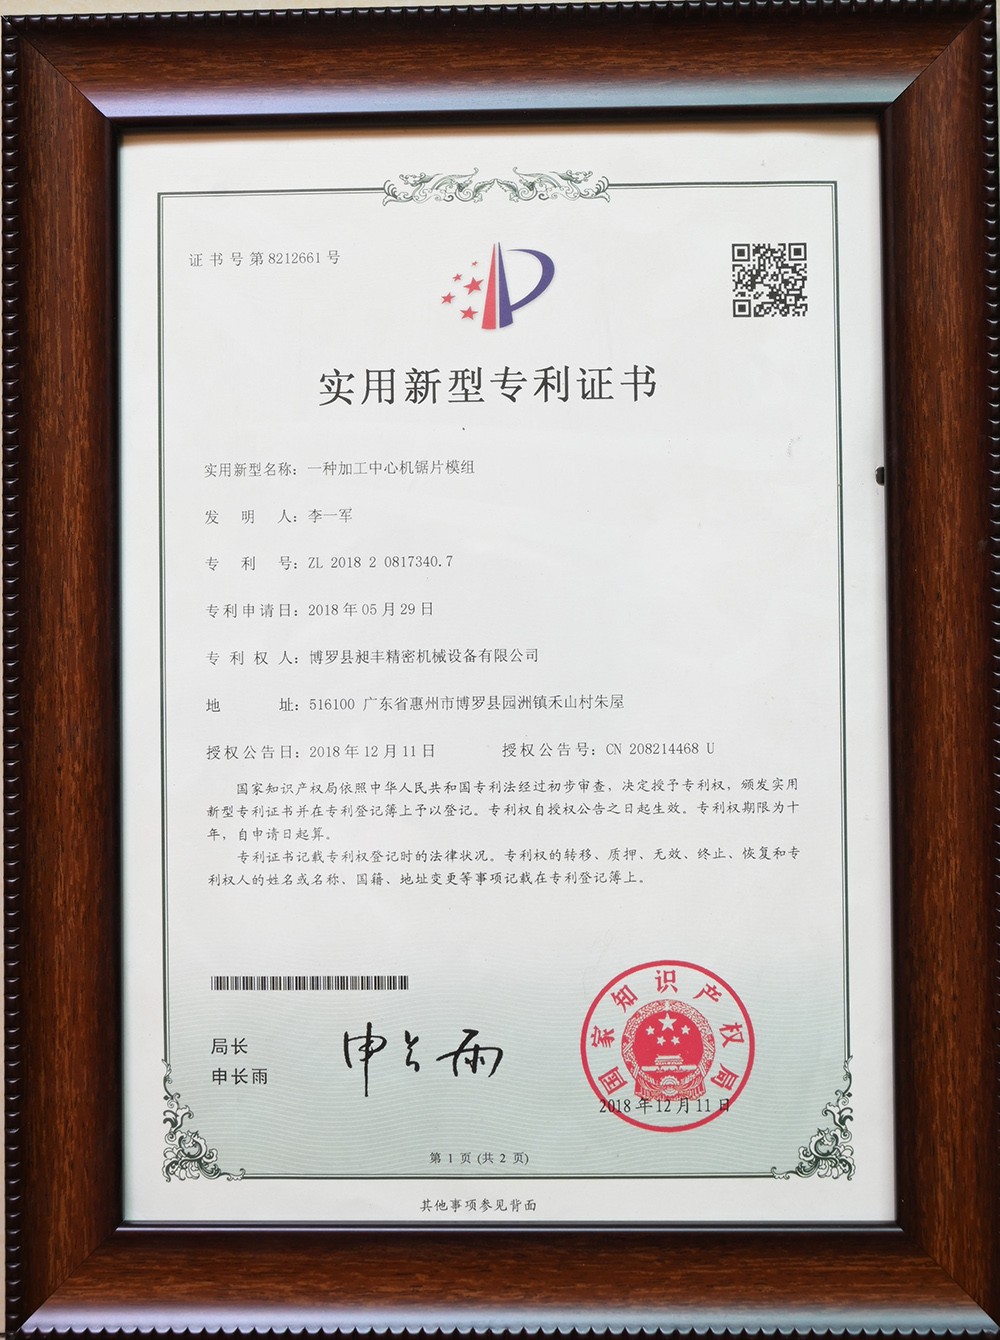 证书号第8212661号
实用新型专利证书
实用新型名称：一种加工中心机锯片模组
发明人：李一军
专利号：ZL 2018 2 0817340.7
专利申请日：2018年05月29日
专利权人：博罗县昶丰精密机械设备有限公司
地址：516100 广东省惠州市博罗县园洲镇禾山村朱屋
授权公告日：2018年12月11日 授权公告号：CN 208214468 U
国家知识产权局依照中华人民共和国专利法经过初步审查，决定授予专利权，颁发实用
新型专利证书并在专利登记簿上予以登记。专利权自授权公告之日起生效。专利权期限为十
年，自申请日起算。
专利证书记载专利权登记时的法律状况。专利权的转移、质押、无效、终止、恢复和专
利权人的姓名或名称、国籍、地址变更等事项记载在专利登记簿上。
局长
申长雨
申长雨
国家知识产权局
2018年12月11日
第 1 页 (共 2 页)
其他事项参见背面